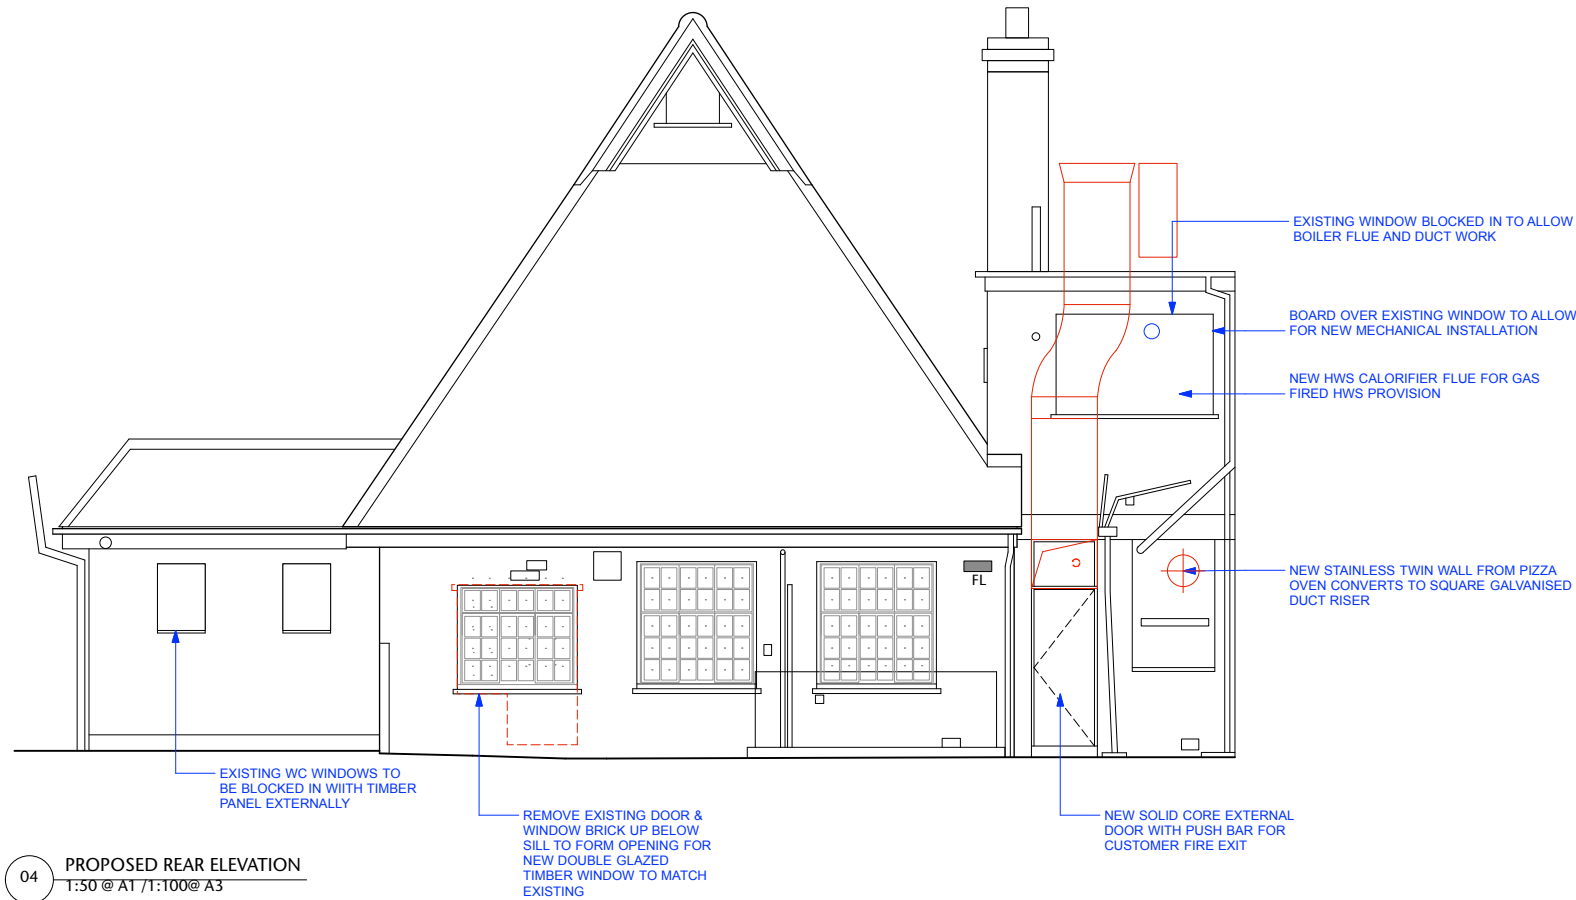 EXISTING WINDOW BLOCKED IN TO ALLOW
BOILER FLUE AND DUCT WORK
BOARD OVER EXISTING WINDOW TO ALLOW
FOR NEW MECHANICAL INSTALLATION
NEW HWS CALORIFIER FLUE FOR GAS
FIRED HWS PROVISION
FL
NEW STAINLESS TWIN WALL FROM PIZZA
OVEN CONVERTS TO SQUARE GALVANISED
DUCT RISER
EXISTING WC WINDOWS TO
BE BLOCKED IN WIITH TIMBER
PANEL EXTERNALLY
REMOVE EXISTING DOOR &
WINDOW BRICK UP BELOW
SILL TO FORM OPENING FOR
NEW DOUBLE GLAZED
TIMBER WINDOW TO MATCH
EXISTING
NEW SOLID CORE EXTERNAL
DOOR WITH PUSH BAR FOR
CUSTOMER FIRE EXIT
04
PROPOSED REAR ELEVATION
1:50 @ A1 /1:100@ A3